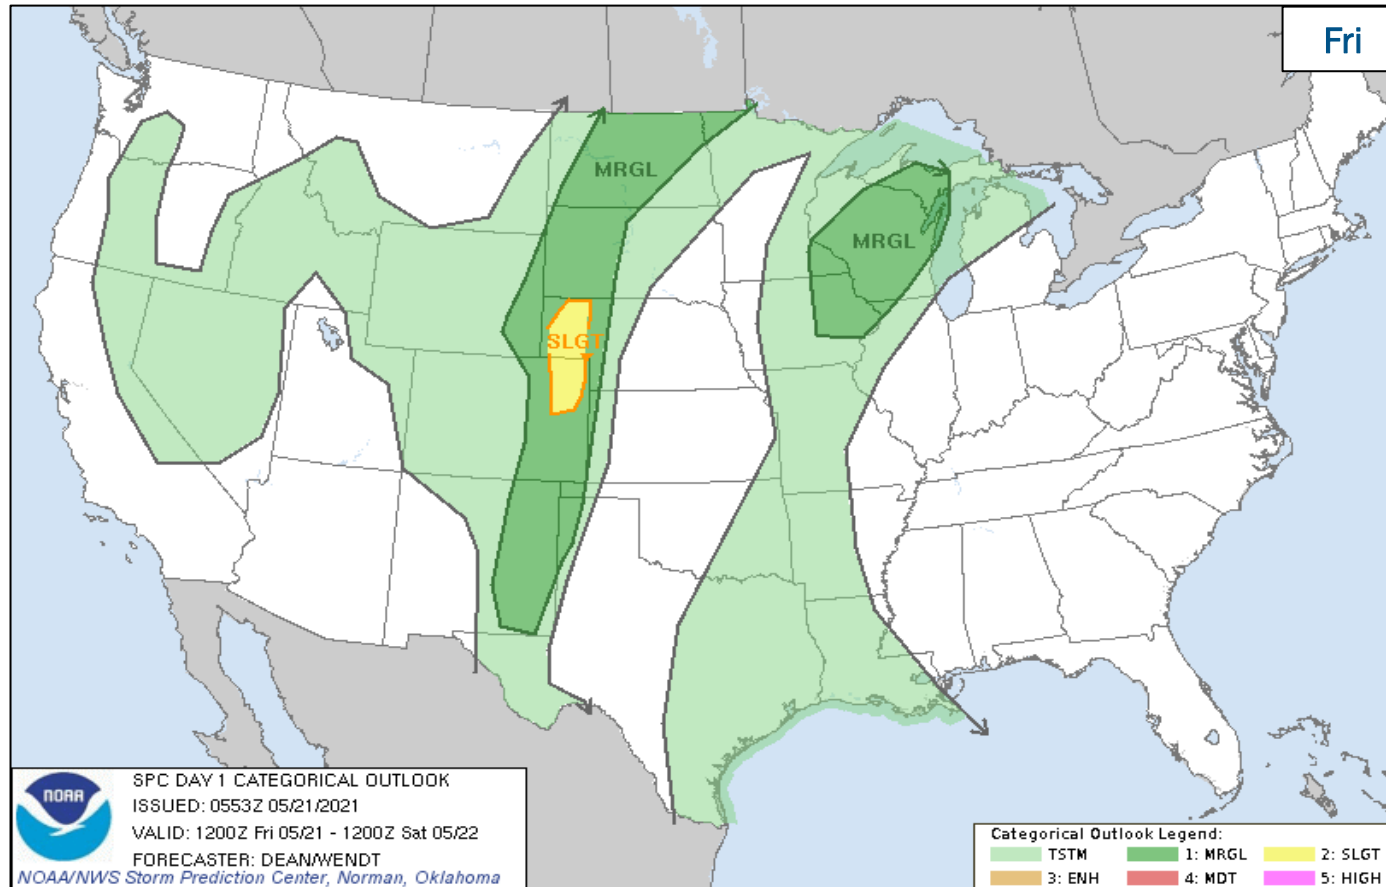 Fri
MRGL
MRGL
SLGT
NOAA
SPC DAY 1 CATEGORICAL OUTLOOK
ISSUED: 0553Z 05/21/2021
VALID: 1200Z Fri 05/21 - 1200Z Sat 05/22
FORECASTER: DEAN/WENDT
NOAA/NWS Storm Prediction Center, Norman, Oklahoma
Categorical Outlook Legend:
TSTM 1: MRGL 2: SLGT
3: ENH 4: MDT 5: HIGH